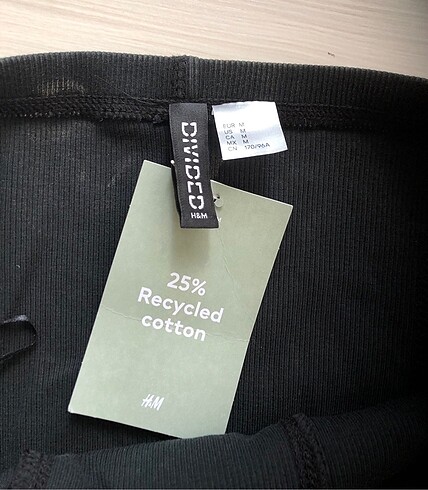 DIVIDED
H&M
EUR M
US M
CA M
MX M
CN 170/96A
25%
Recycled
cotton
H&M